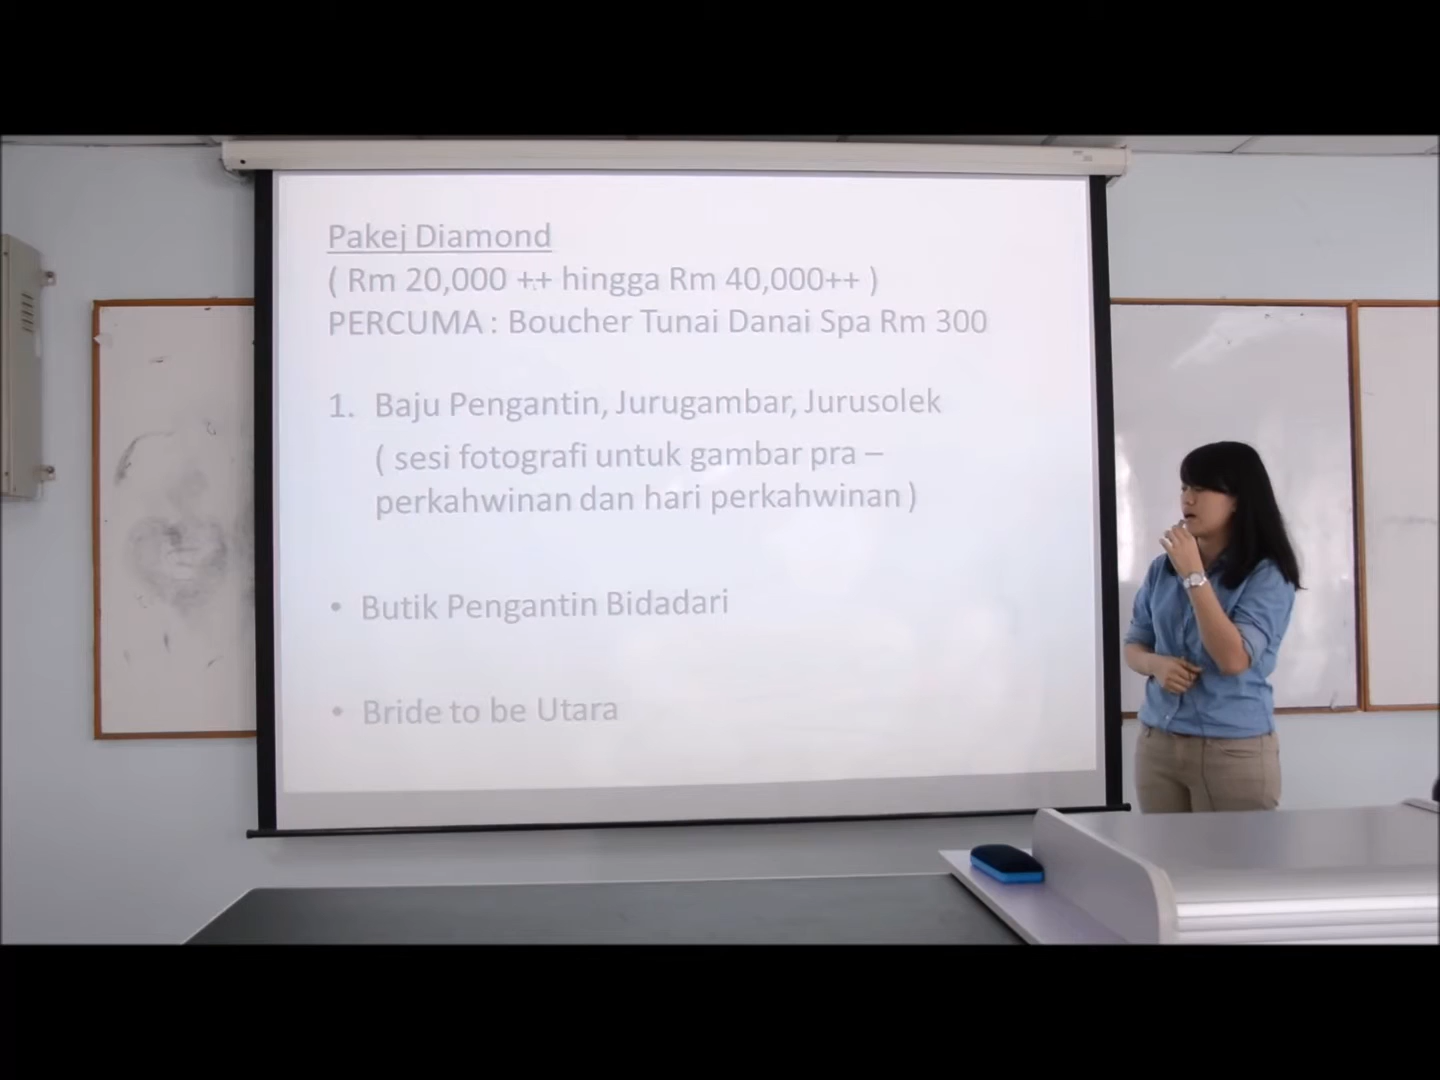 Pakej Diamond
( Rm 20,000 ++ hingga Rm 40,000++ )
PERCUMA : Boucher Tunai Danai Spa Rm 300
1. Baju Pengantin, Jurugambar, Jurusolek
( sesi fotografi untuk gambar pra –
perkahwinan dan hari perkahwinan )
• Butik Pengantin Bidadari
• Bride to be Utara